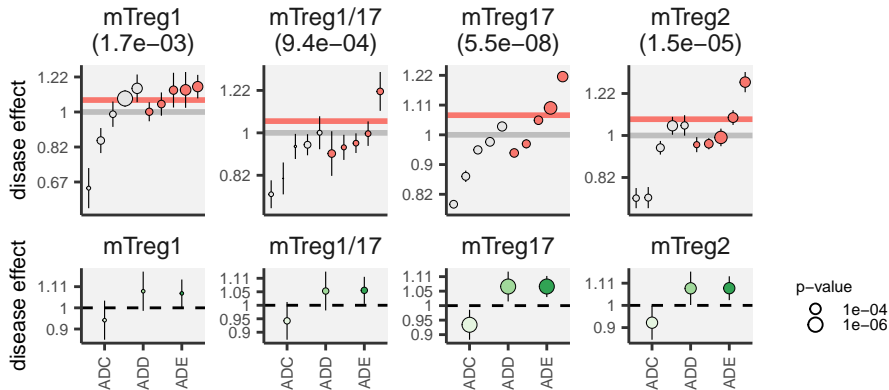 mTreg1 mTreg1/17 mTreg17 mTreg2
(1.7e−03) (9.4e−04) (5.5e−08) (1.5e−05)
disase effect
1.22
1
0.82
0.67
1.22
1
0.82
1.22
1.11
1
0.9
0.82
1.22
1
0.82
mTreg1 mTreg1/17 mTreg17 mTreg2
disease effect
1.11
1
0.9
1.11
1.05
1
0.95
0.9
1.11
1.05
1
0.95
0.9
1.11
1
0.9
ADC ADD ADE
ADC ADD ADE
ADC ADD ADE
ADC ADD ADE
p−value
1e−04
1e−06